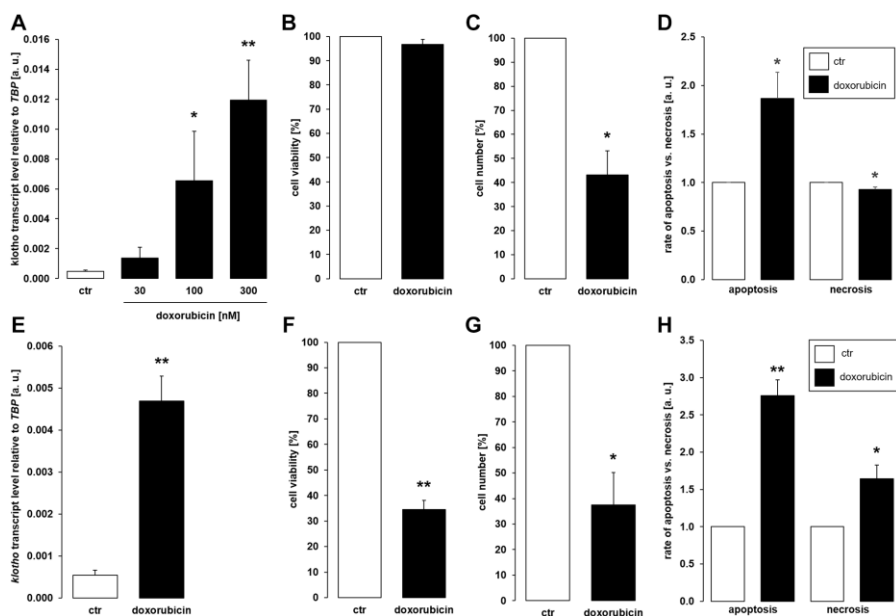 A
klotho transcript level relative to TBP [a. u.]
0.016
0.014
0.012
0.010
0.008
0.006
0.004
0.002
0.000
*
**
ctr
30
100
300
doxorubicin [nM]
B
cell viability [%]
100
90
80
70
60
50
40
30
20
10
0
ctr
doxorubicin
C
cell number [%]
100
90
80
70
60
50
40
30
20
10
0
*
ctr
doxorubicin
D
rate of apoptosis vs. necrosis [a. u.]
2.5
2.0
1.5
1.0
0.5
0.0
*
*
ctr
doxorubicin
apoptosis
necrosis
E
klotho transcript level relative to TBP [a. u.]
0.006
0.005
0.004
0.003
0.002
0.001
0.000
**
ctr
doxorubicin
F
cell viability [%]
100
90
80
70
60
50
40
30
20
10
0
**
ctr
doxorubicin
G
cell number [%]
100
90
80
70
60
50
40
30
20
10
0
*
ctr
doxorubicin
H
rate of apoptosis vs. necrosis [a. u.]
3.5
3.0
2.5
2.0
1.5
1.0
0.5
0.0
**
*
ctr
doxorubicin
apoptosis
necrosis